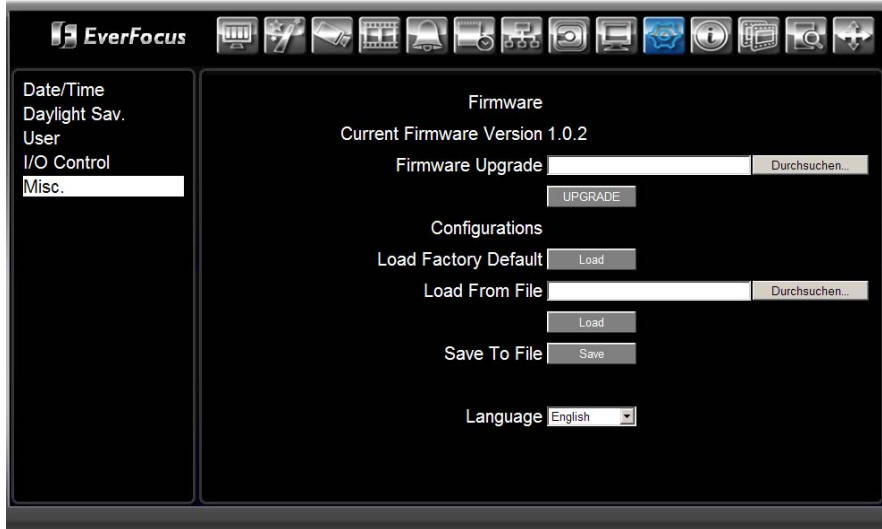 EverFocus
Date/Time
Daylight Sav.
User
I/O Control
Misc.
Firmware
Current Firmware Version 1.0.2
Firmware Upgrade Durchsuchen...
UPGRADE
Configurations
Load Factory Default Load
Load From File Durchsuchen...
Load
Save To File Save
Language English